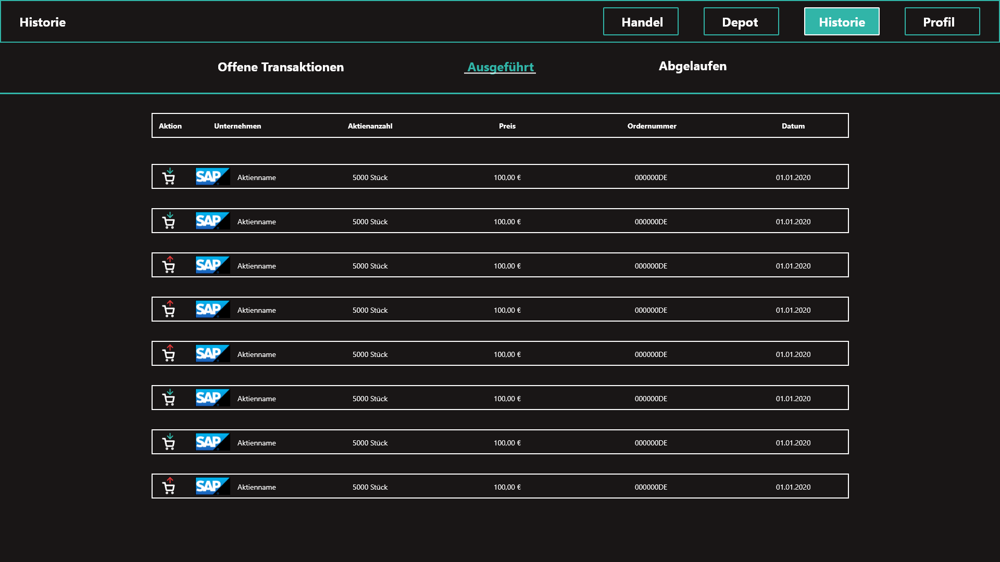 Historie Handel Depot Historie Profil
Offene Transaktionen Ausgeführt Abgelaufen
Aktion Unternehmen Aktienanzahl Preis Ordernummer Datum
SAP Aktienname 5000 Stück 100,00 € 000000DE 01.01.2020
SAP Aktienname 5000 Stück 100,00 € 000000DE 01.01.2020
SAP Aktienname 5000 Stück 100,00 € 000000DE 01.01.2020
SAP Aktienname 5000 Stück 100,00 € 000000DE 01.01.2020
SAP Aktienname 5000 Stück 100,00 € 000000DE 01.01.2020
SAP Aktienname 5000 Stück 100,00 € 000000DE 01.01.2020
SAP Aktienname 5000 Stück 100,00 € 000000DE 01.01.2020
SAP Aktienname 5000 Stück 100,00 € 000000DE 01.01.2020